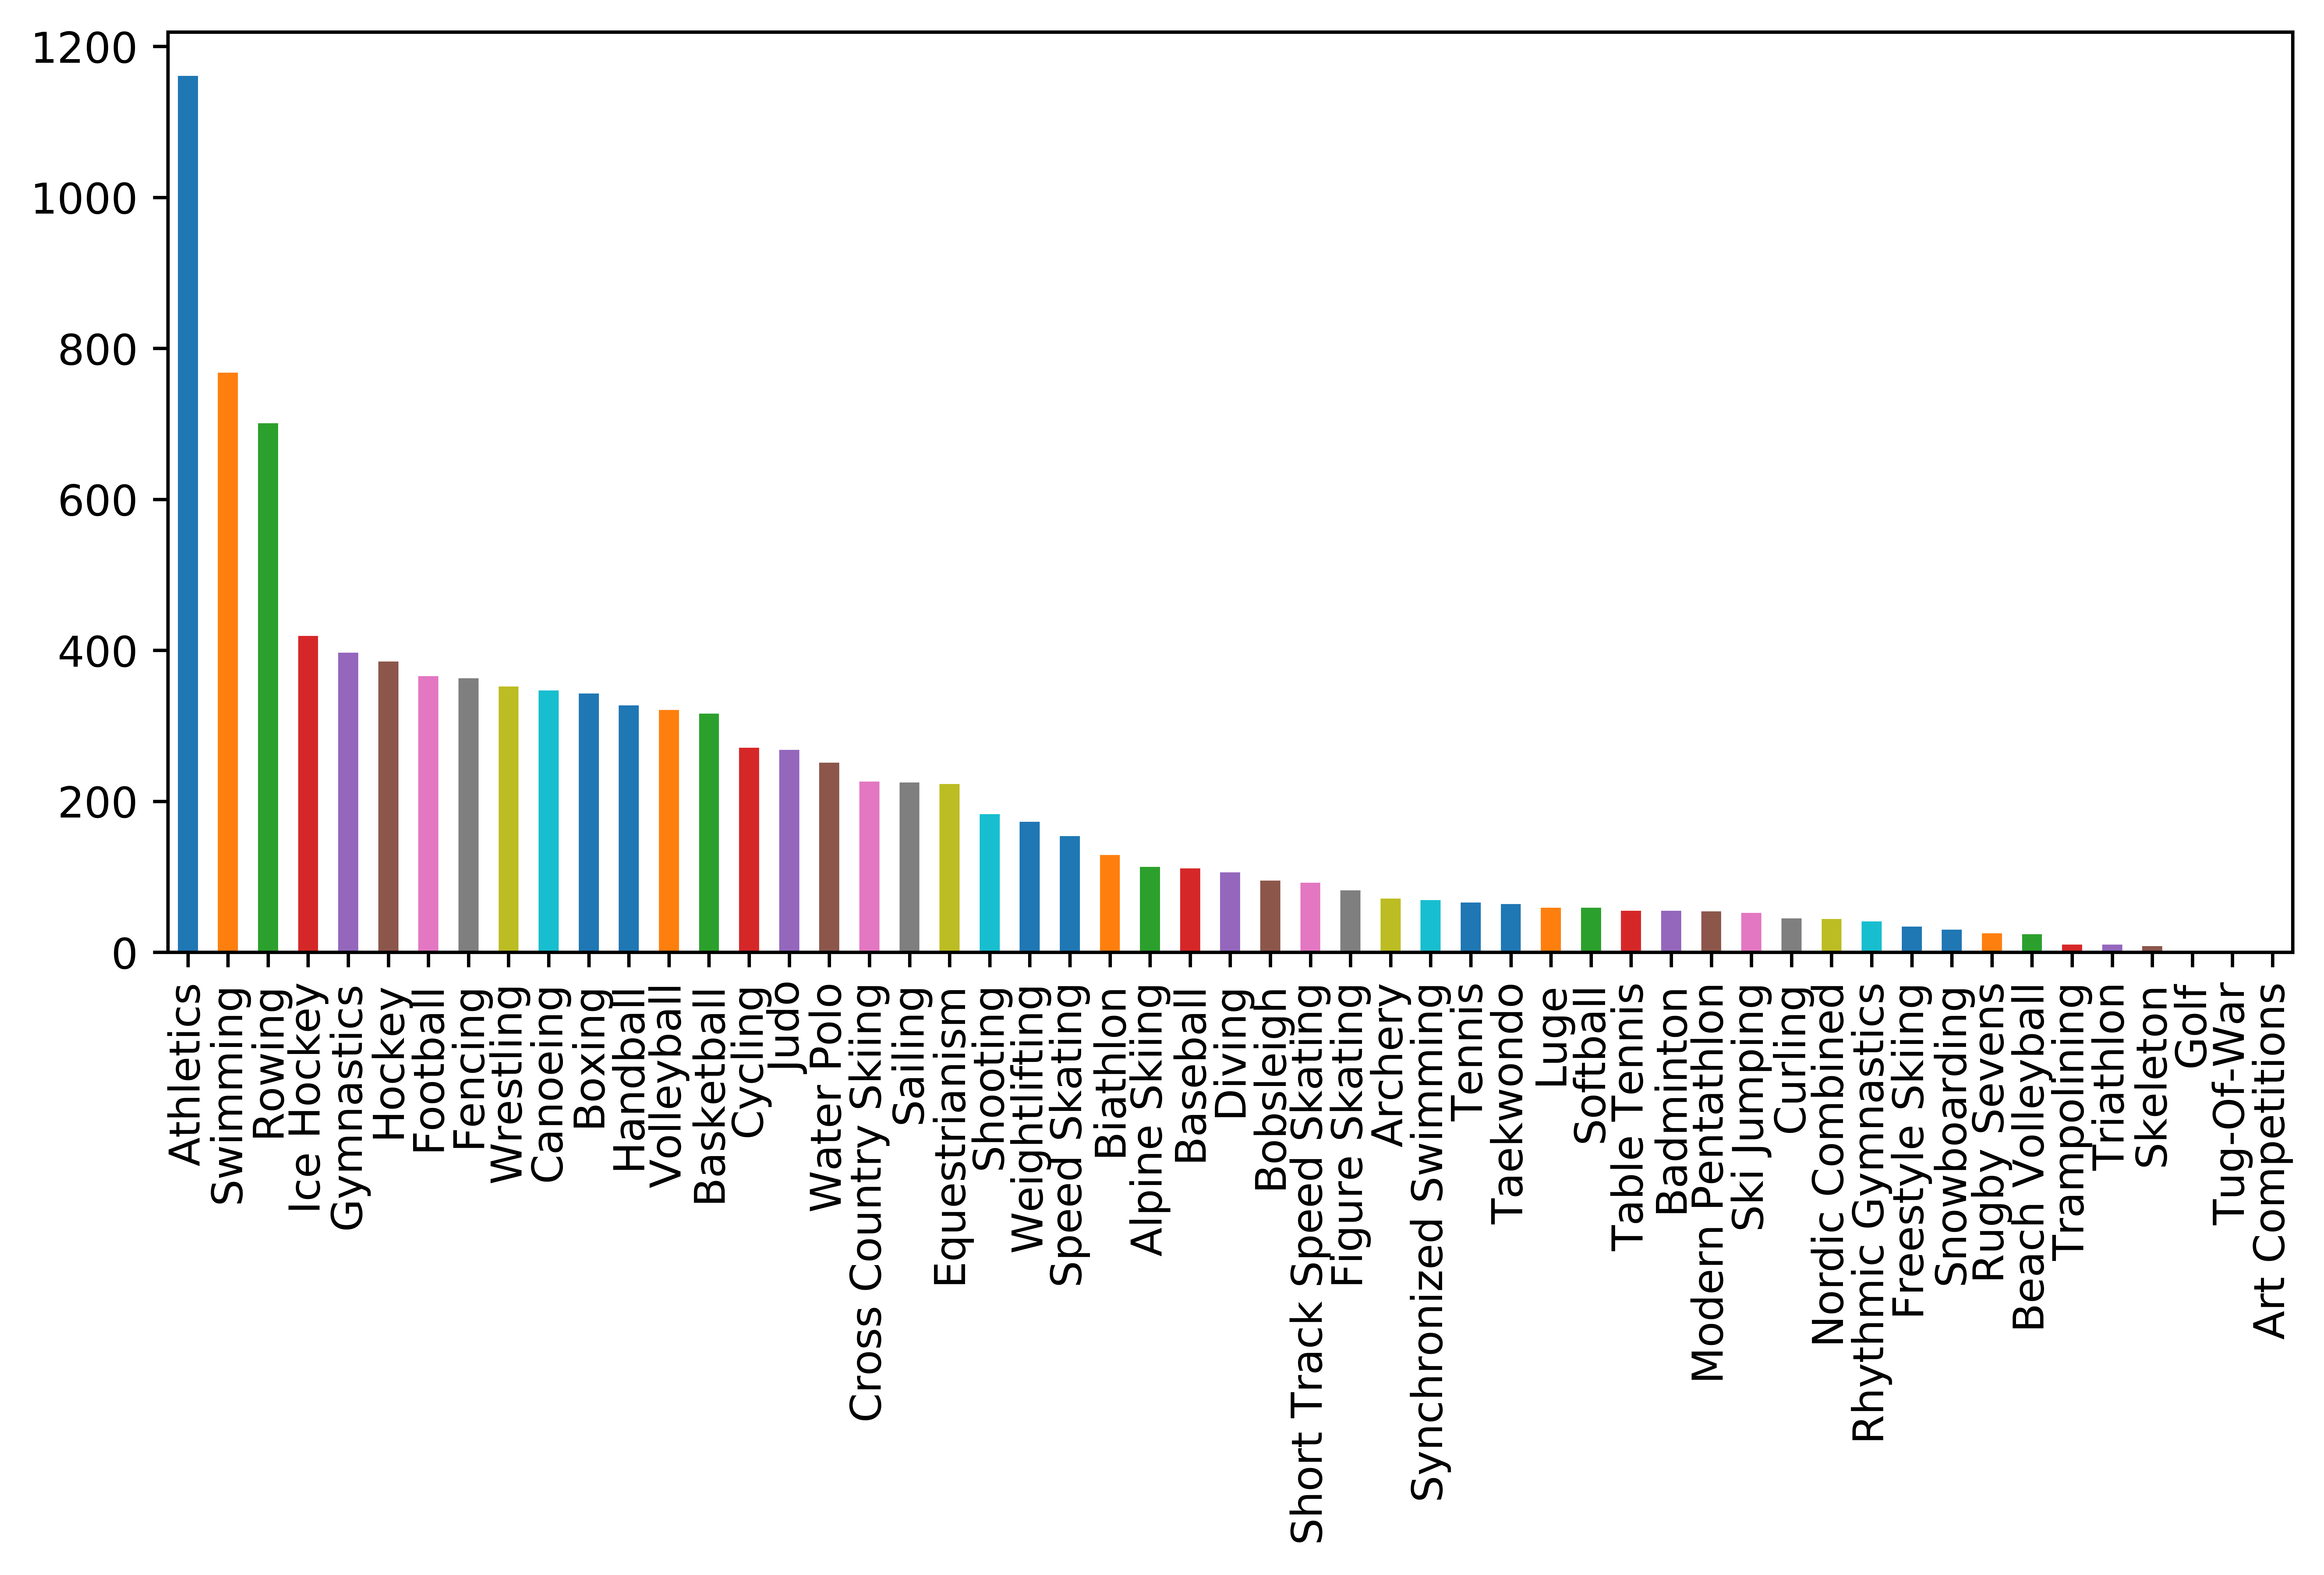 1200
1000
800
600
400
200
0
Athletics
Swimming
Rowing
Ice Hockey
Gymnastics
Hockey
Football
Fencing
Wrestling
Canoeing
Boxing
Handball
Volleyball
Basketball
Cycling
Judo
Water Polo
Cross Country Skiing
Sailing
Equestrianism
Shooting
Weightlifting
Speed Skating
Biathlon
Alpine Skiing
Baseball
Diving
Bobsleigh
Short Track Speed Skating
Figure Skating
Archery
Synchronized Swimming
Tennis
Taekwondo
Luge
Softball
Table Tennis
Badminton
Modern Pentathlon
Ski Jumping
Curling
Nordic Combined
Rhythmic Gymnastics
Freestyle Skiing
Snowboarding
Rugby Sevens
Beach Volleyball
Trampolining
Triathlon
Skeleton
Golf
Tug-Of-War
Art Competitions